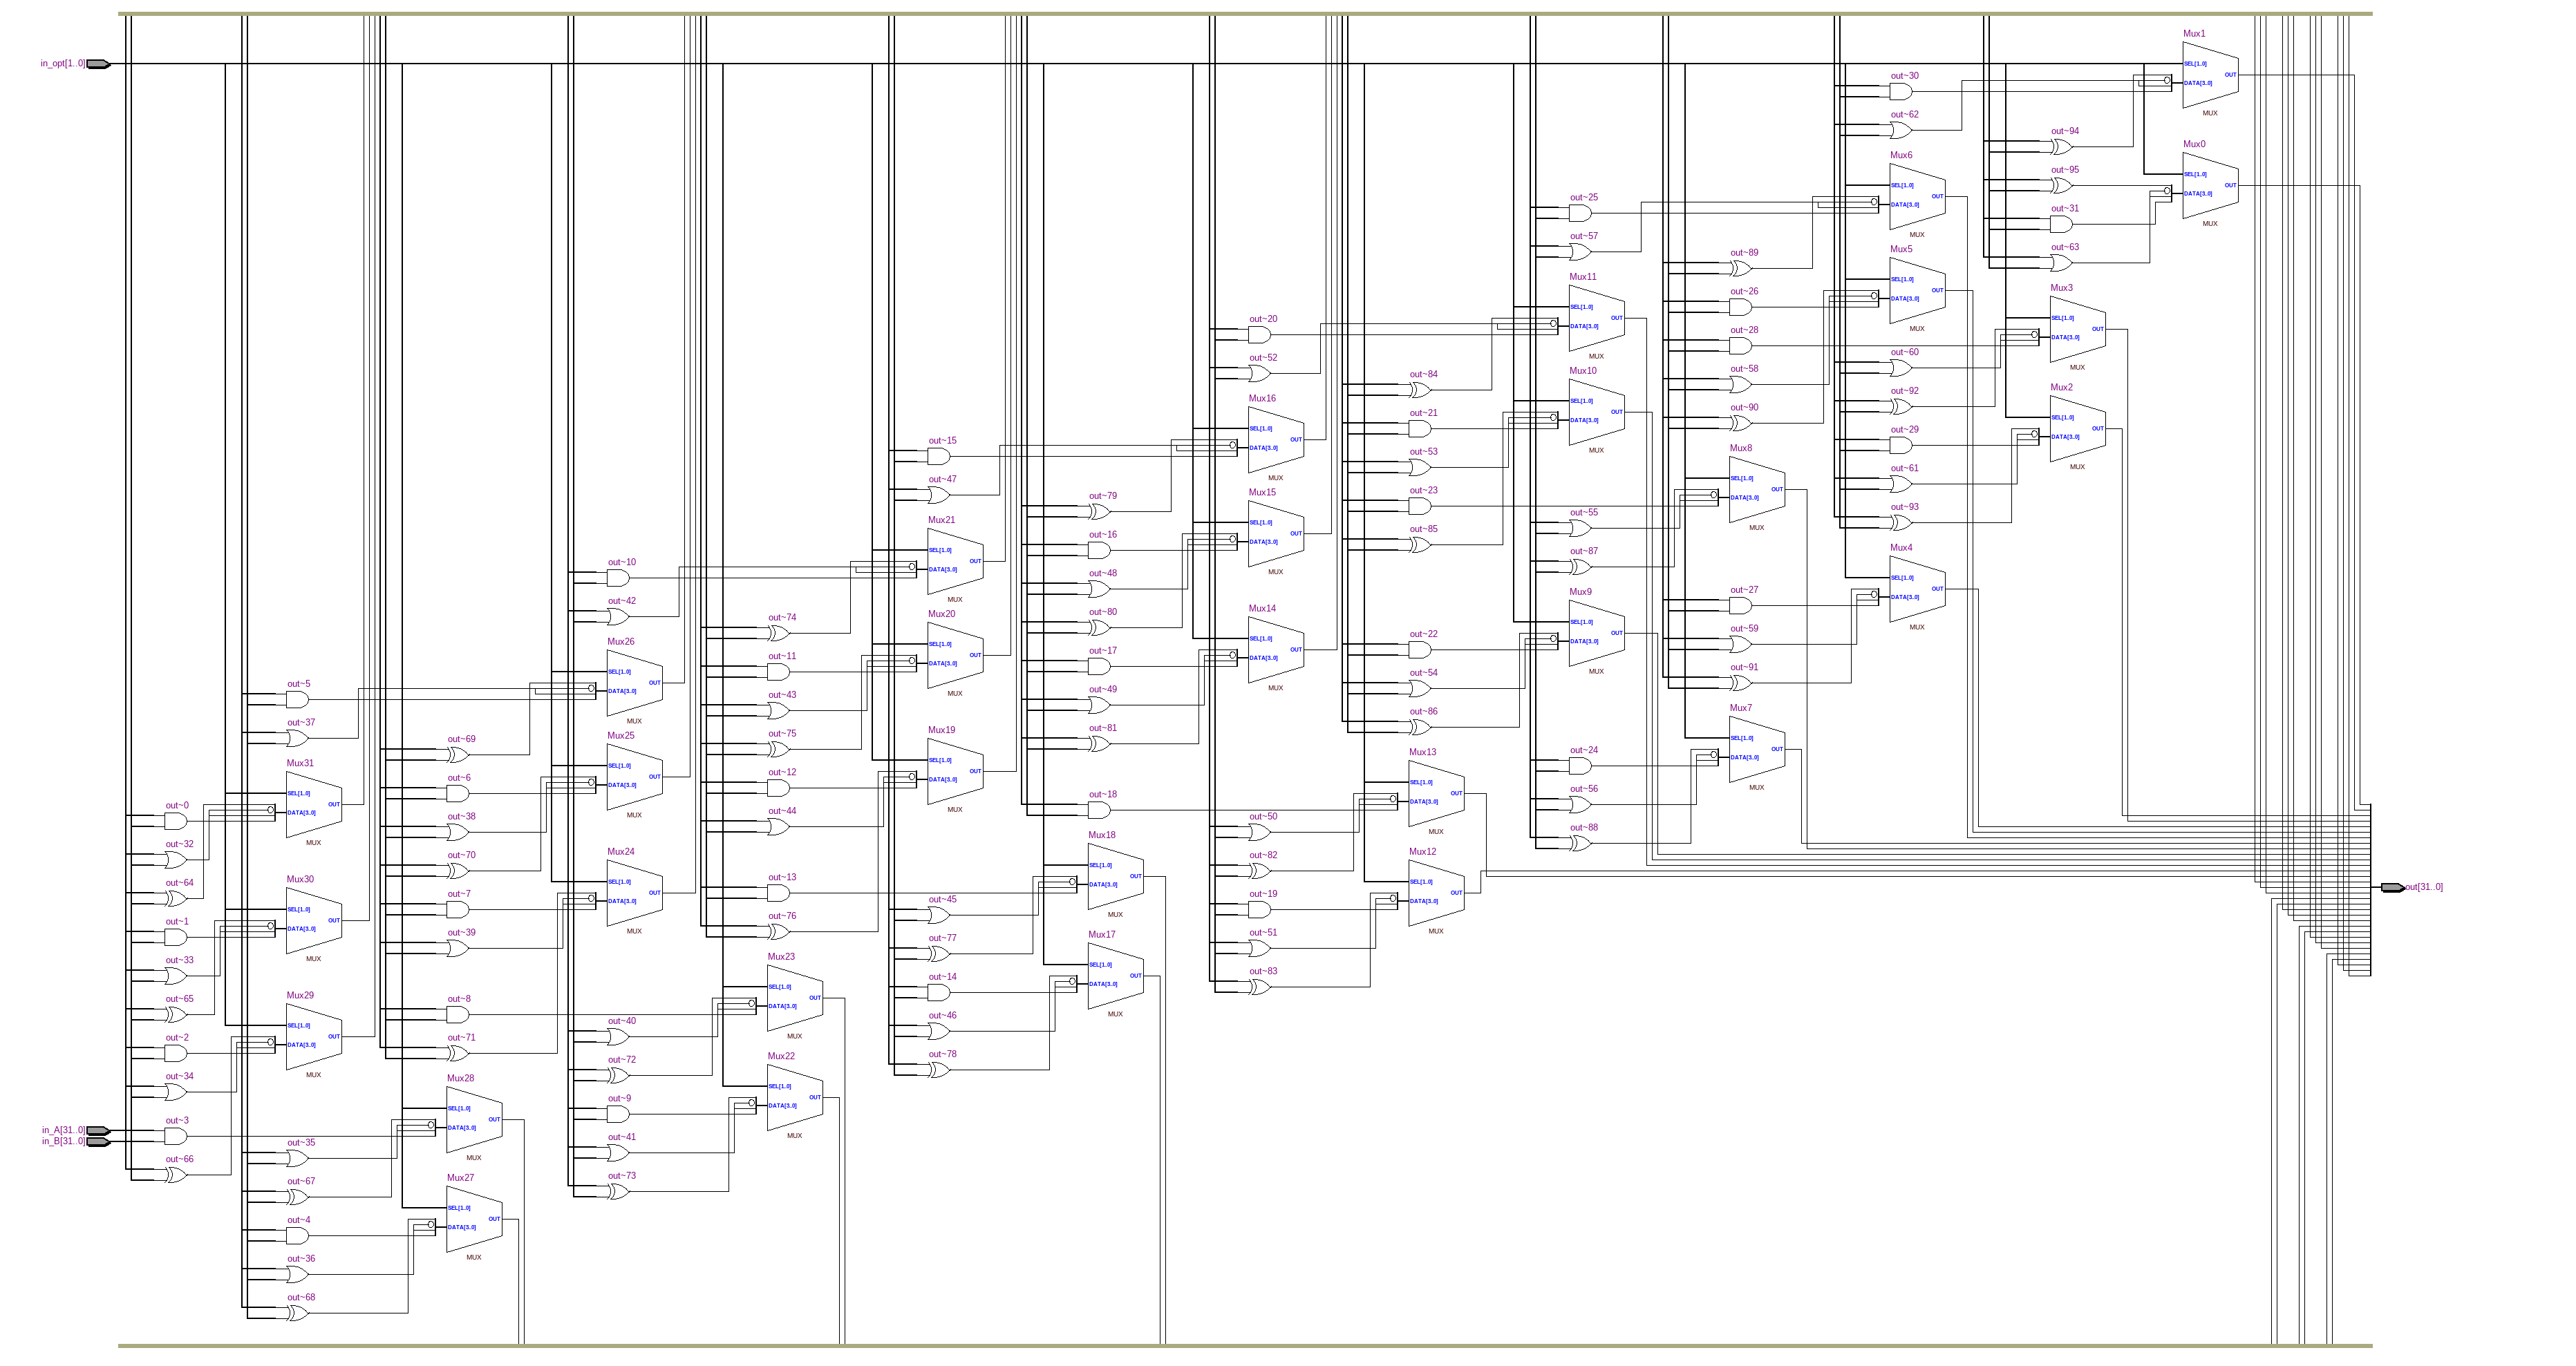 in_opt[1..0]
in_A[31..0]
in_B[31..0]
out~0
out~32
out~64
out~1
out~33
out~65
out~2
out~34
out~3
out~66
out~5
out~37
Mux31
SEL[1..0]
OUT
DATA[3..0]
MUX
Mux30
SEL[1..0]
OUT
DATA[3..0]
MUX
Mux29
SEL[1..0]
OUT
DATA[3..0]
MUX
out~35
out~67
out~4
out~36
out~68
out~69
out~6
out~38
out~70
out~7
out~39
out~8
out~71
Mux28
SEL[1..0]
OUT
DATA[3..0]
MUX
Mux27
SEL[1..0]
OUT
DATA[3..0]
MUX
out~10
out~42
Mux26
SEL[1..0]
OUT
DATA[3..0]
MUX
Mux25
SEL[1..0]
OUT
DATA[3..0]
MUX
Mux24
SEL[1..0]
OUT
DATA[3..0]
MUX
out~40
out~72
out~9
out~41
out~73
out~74
out~11
out~43
out~75
out~12
out~44
out~13
out~76
Mux23
SEL[1..0]
OUT
DATA[3..0]
MUX
Mux22
SEL[1..0]
OUT
DATA[3..0]
MUX
out~15
out~47
Mux21
SEL[1..0]
OUT
DATA[3..0]
MUX
Mux20
SEL[1..0]
OUT
DATA[3..0]
MUX
Mux19
SEL[1..0]
OUT
DATA[3..0]
MUX
out~45
out~77
out~14
out~46
out~78
out~79
out~16
out~48
out~80
out~17
out~49
out~81
out~18
Mux18
SEL[1..0]
OUT
DATA[3..0]
MUX
Mux17
SEL[1..0]
OUT
DATA[3..0]
MUX
out~20
out~52
Mux16
SEL[1..0]
OUT
DATA[3..0]
MUX
Mux15
SEL[1..0]
OUT
DATA[3..0]
MUX
Mux14
SEL[1..0]
OUT
DATA[3..0]
MUX
out~50
out~82
out~19
out~51
out~83
out~84
out~21
out~53
out~23
out~85
out~22
out~54
out~86
Mux13
SEL[1..0]
OUT
DATA[3..0]
MUX
Mux12
SEL[1..0]
OUT
DATA[3..0]
MUX
out~25
out~57
Mux11
SEL[1..0]
OUT
DATA[3..0]
MUX
Mux10
SEL[1..0]
OUT
DATA[3..0]
MUX
out~55
out~87
Mux9
SEL[1..0]
OUT
DATA[3..0]
MUX
out~24
out~56
out~88
out~89
out~26
out~28
out~58
out~90
Mux8
SEL[1..0]
OUT
DATA[3..0]
MUX
out~27
out~59
out~91
Mux7
SEL[1..0]
OUT
DATA[3..0]
MUX
out~30
out~62
Mux6
SEL[1..0]
OUT
DATA[3..0]
MUX
Mux5
SEL[1..0]
OUT
DATA[3..0]
MUX
out~60
out~92
out~29
out~61
out~93
Mux4
SEL[1..0]
OUT
DATA[3..0]
MUX
out~94
out~95
out~31
out~63
Mux3
SEL[1..0]
OUT
DATA[3..0]
MUX
Mux2
SEL[1..0]
OUT
DATA[3..0]
MUX
Mux1
SEL[1..0]
OUT
DATA[3..0]
MUX
Mux0
SEL[1..0]
OUT
DATA[3..0]
MUX
out[31..0]